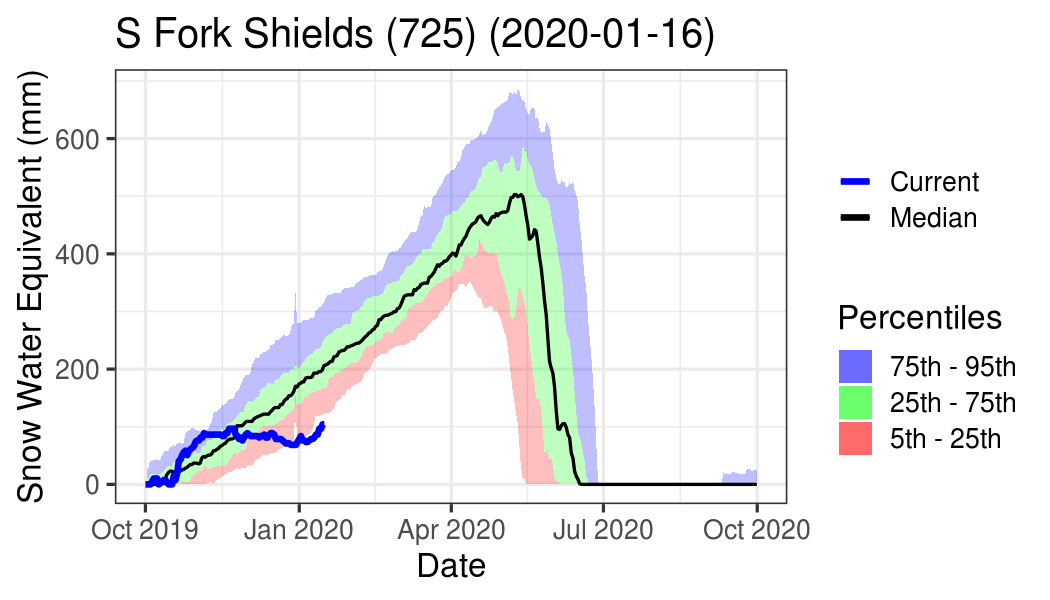 S Fork Shields (725) (2020-01-16)
Snow Water Equivalent (mm)
600
400
200
0
Oct 2019
Jan 2020
Apr 2020
Jul 2020
Oct 2020
Date
Current
Median
Percentiles
75th - 95th
25th - 75th
5th - 25th